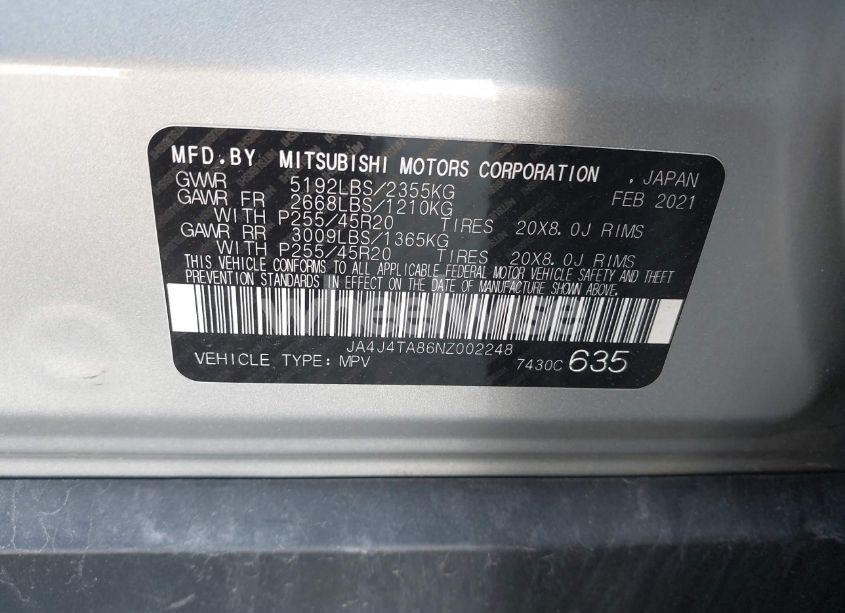 MFD.BY MITSUBISHI MOTORS CORPORATION , JAPAN
GWWR 5192LBS/2355KG FEB 2021
GAWR FR 2668LBS/1210KG
WITH P255/45R20 TIRES 20X8.0J RIMS
GAWR RR 3009LBS/1365KG
WITH P255/45R20 TIRES 20X8.0J RIMS
THIS VEHICLE CONFORMS TO ALL APPLICABLE FEDERAL MOTOR VEHICLE SAFETY AND THEFT
PREVENTION STANDARDS IN EFFECT ON THE DATE OF MANUFACTURE SHOWN ABOVE.
JA4J4TA86NZ002248
VEHICLE TYPE: MPV 7430C 635